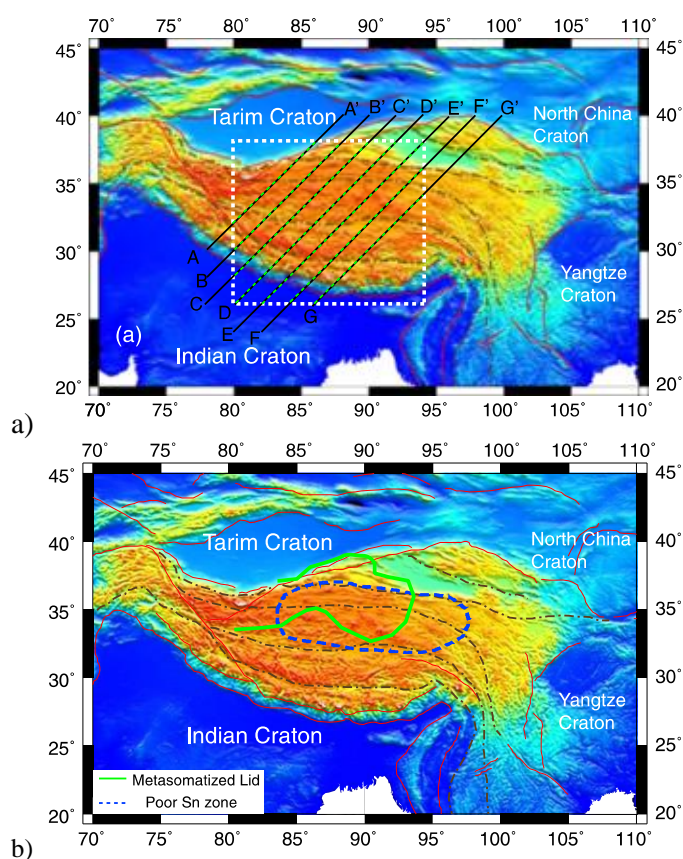 70˚ 75˚ 80˚ 85˚ 90˚ 95˚ 100˚ 105˚ 110˚
45˚ 45˚
Tarim Craton A' B' C' D' E' F' G' North China
Craton
40˚ 40˚
35˚ 35˚
A
30˚ 30˚
B
Yangtze
Craton
C
D
25˚ 25˚
E F G
(a)
Indian Craton
20˚ 20˚
70˚ 75˚ 80˚ 85˚ 90˚ 95˚ 100˚ 105˚ 110˚
a)
70˚ 75˚ 80˚ 85˚ 90˚ 95˚ 100˚ 105˚ 110˚
45˚ 45˚
Tarim Craton North China
Craton
40˚ 40˚
35˚ 35˚
30˚ 30˚
Yangtze
Craton
Indian Craton
25˚ 25˚
Metasomatized Lid
Poor Sn zone
20˚ 20˚
70˚ 75˚ 80˚ 85˚ 90˚ 95˚ 100˚ 105˚ 110˚
b)